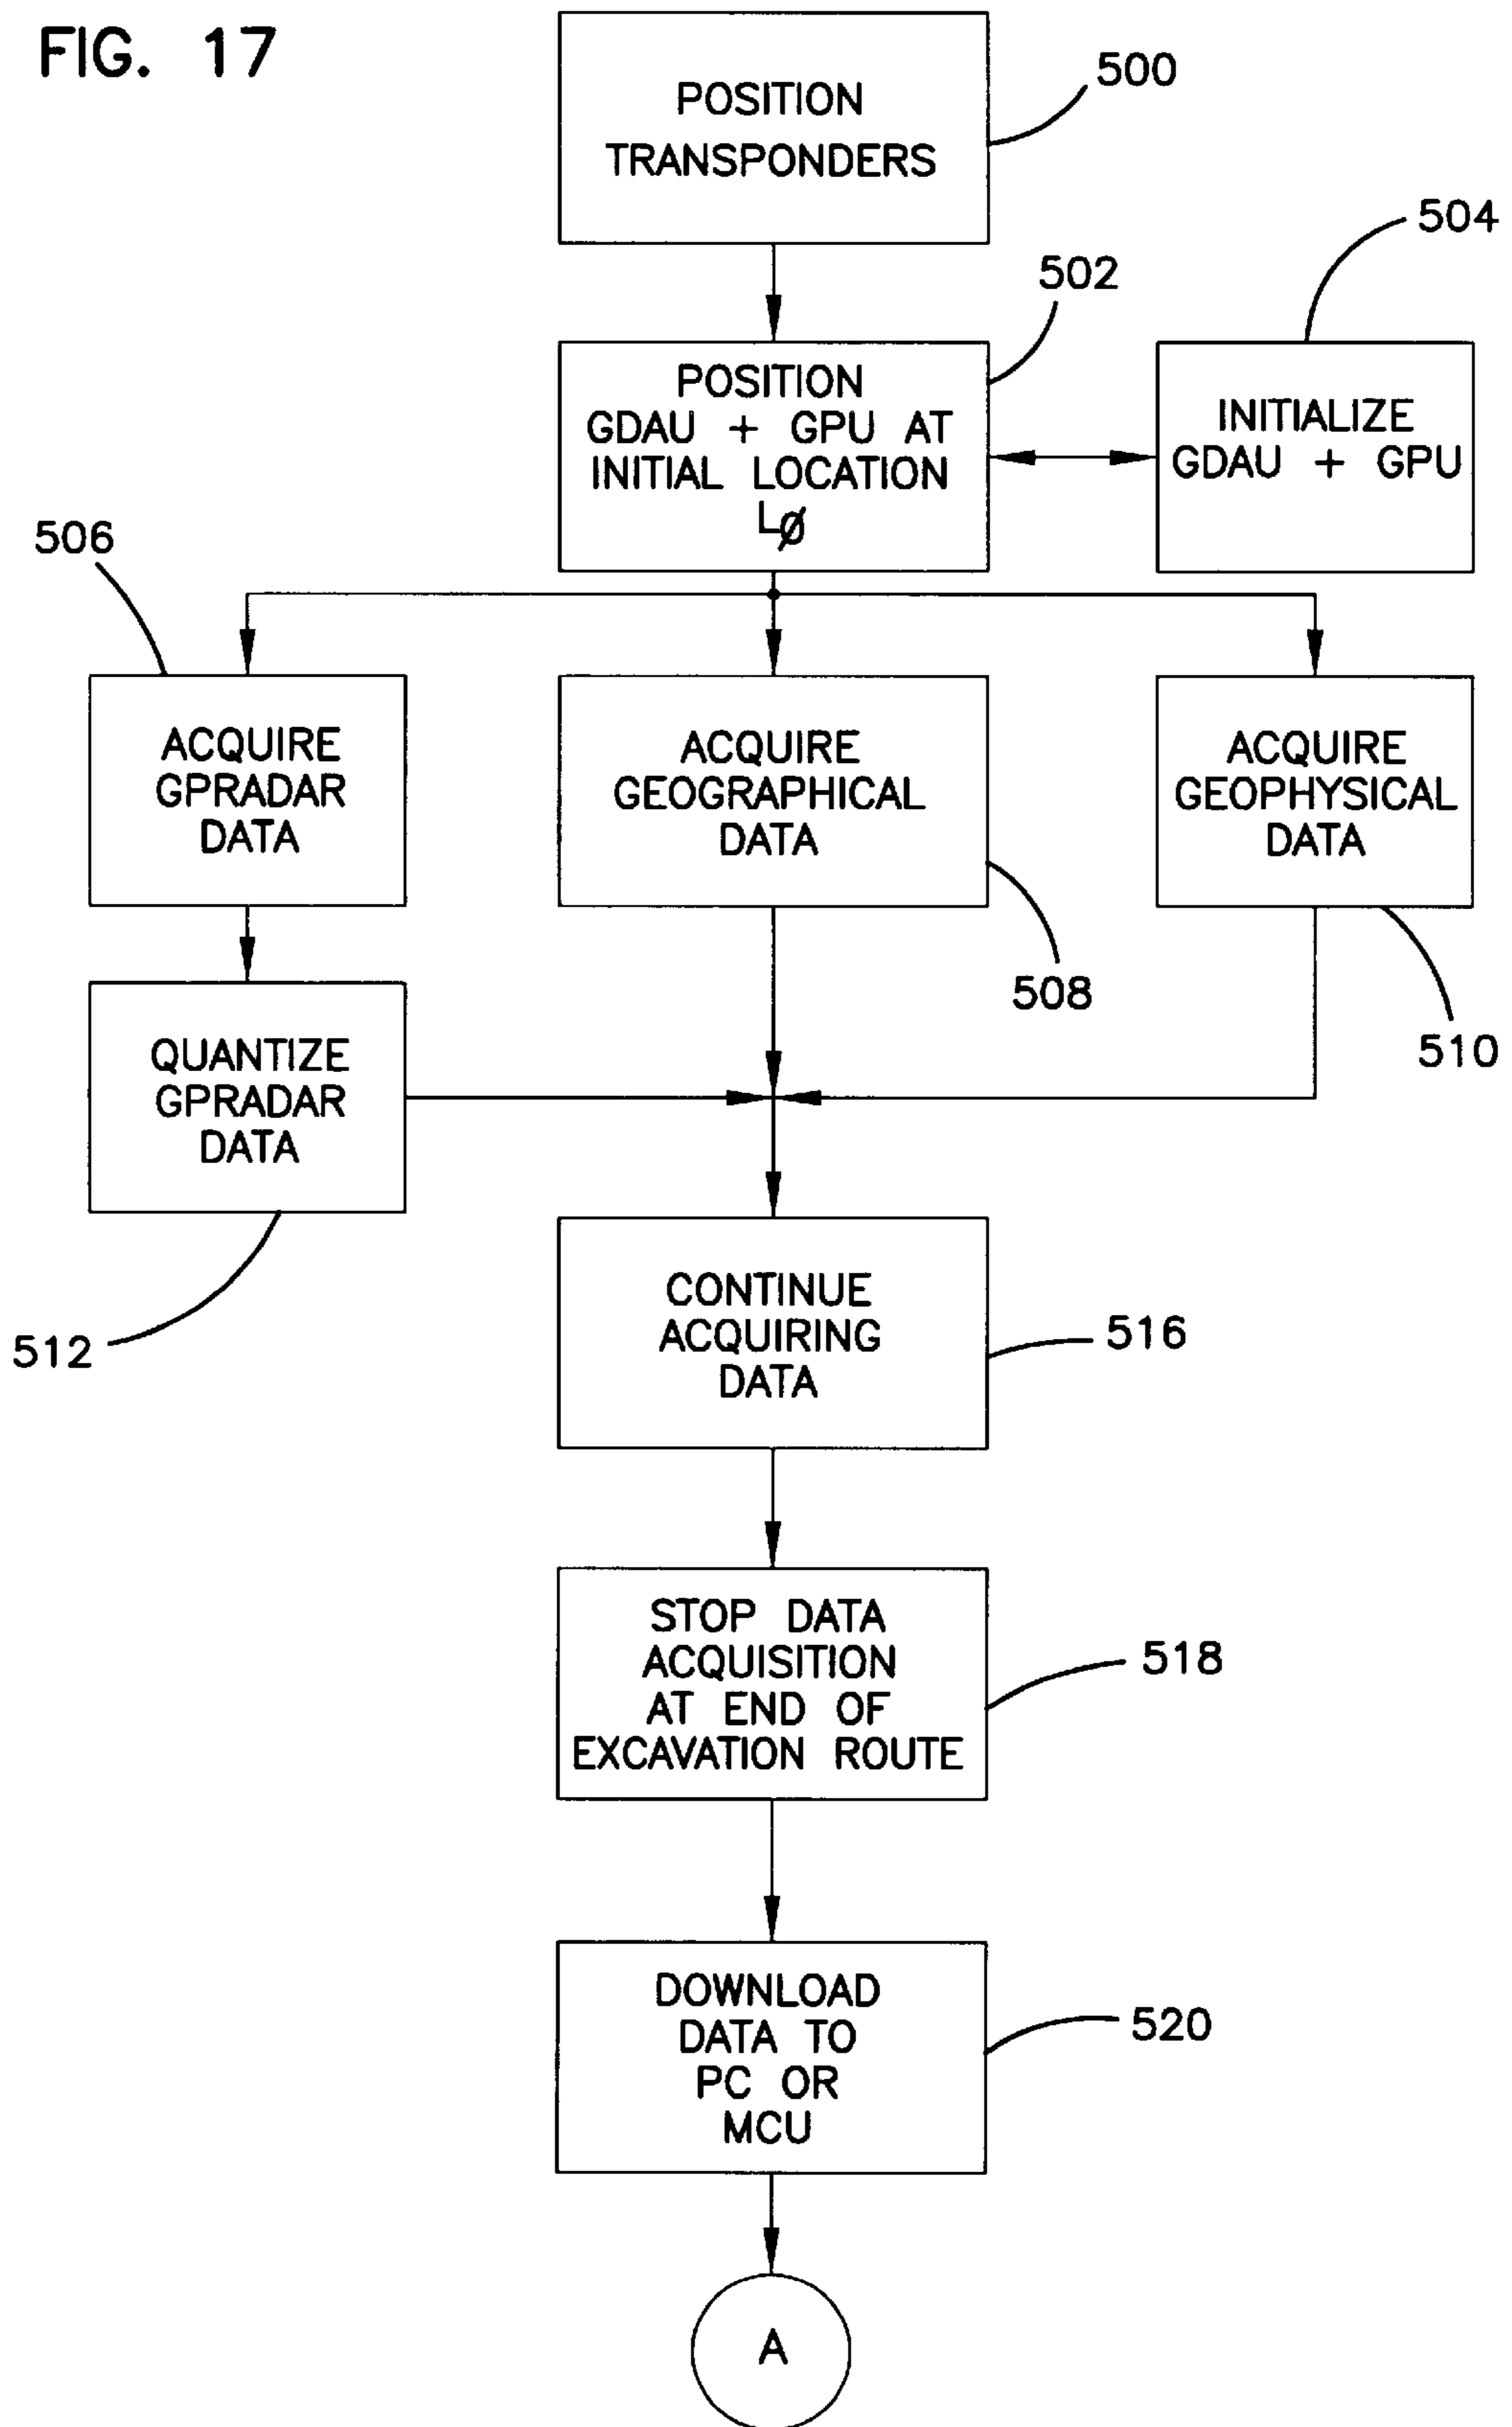 FIG. 17
POSITION
TRANSPONDERS
500
504
502
POSITION
GDAU + GPU AT
INITIAL LOCATION
LØ
INITIALIZE
GDAU + GPU
506
ACQUIRE
GPRADAR
DATA
ACQUIRE
GEOGRAPHICAL
DATA
ACQUIRE
GEOPHYSICAL
DATA
508
510
QUANTIZE
GPRADAR
DATA
512
CONTINUE
ACQUIRING
DATA
516
STOP DATA
ACQUISITION
AT END OF
EXCAVATION ROUTE
518
DOWNLOAD
DATA TO
PC OR
MCU
520
A